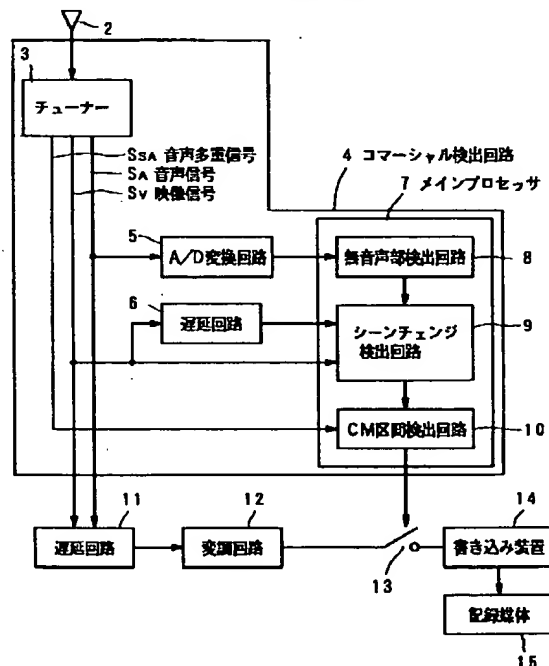 2
3
チューナー
SSA 音声多重信号
SA 音声信号
SV 映像信号
4 コマーシャル検出回路
7 メインプロセッサ
5
A/D変換回路
無音声部検出回路
8
6
遅延回路
シーンチェンジ
検出回路
9
CM区間検出回路
10
11
遅延回路
12
変調回路
13
14
書き込み装置
記録媒体
15